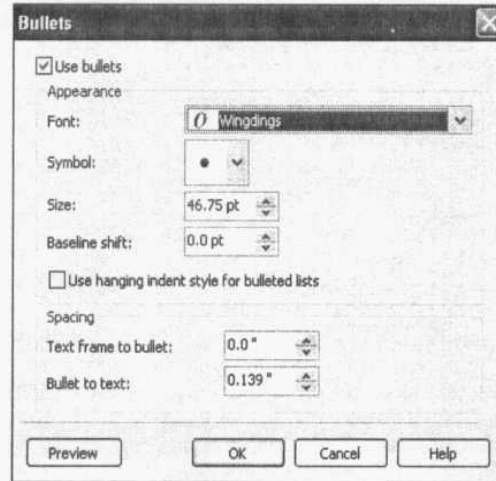 Bullets
Use bullets
Appearance
Font: Wingdings
Symbol:
Size: 46.75 pt
Baseline shift: 0.0 pt
Use hanging indent style for bulleted lists
Spacing
Text frame to bullet: 0.0 "
Bullet to text: 0.139 "
Preview OK Cancel Help